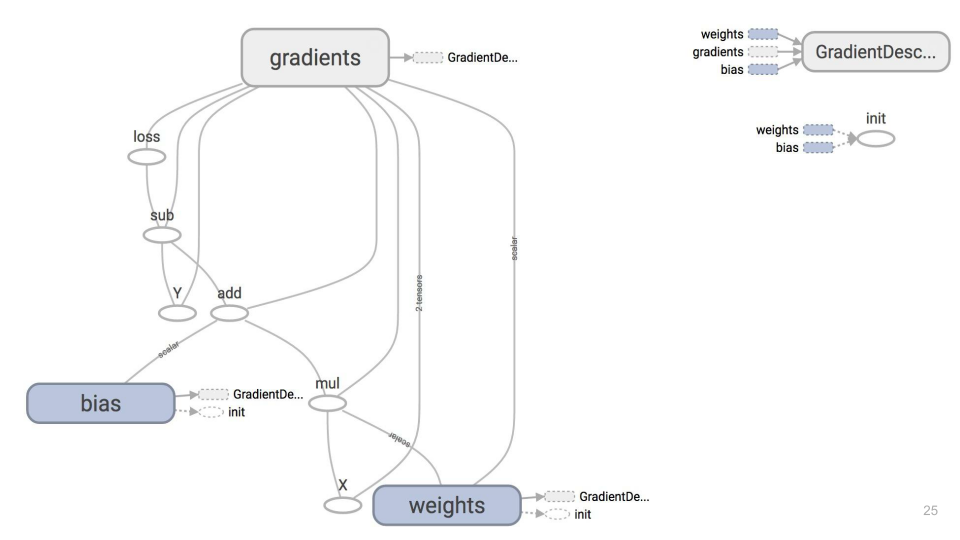 gradients
GradientDe...
weights
gradients
bias
GradientDesc...
init
weights
bias
loss
sub
Y
add
scalar
scalar
2 tensors
bias
GradientDe...
init
mul
scalar
X
weights
GradientDe...
init
25